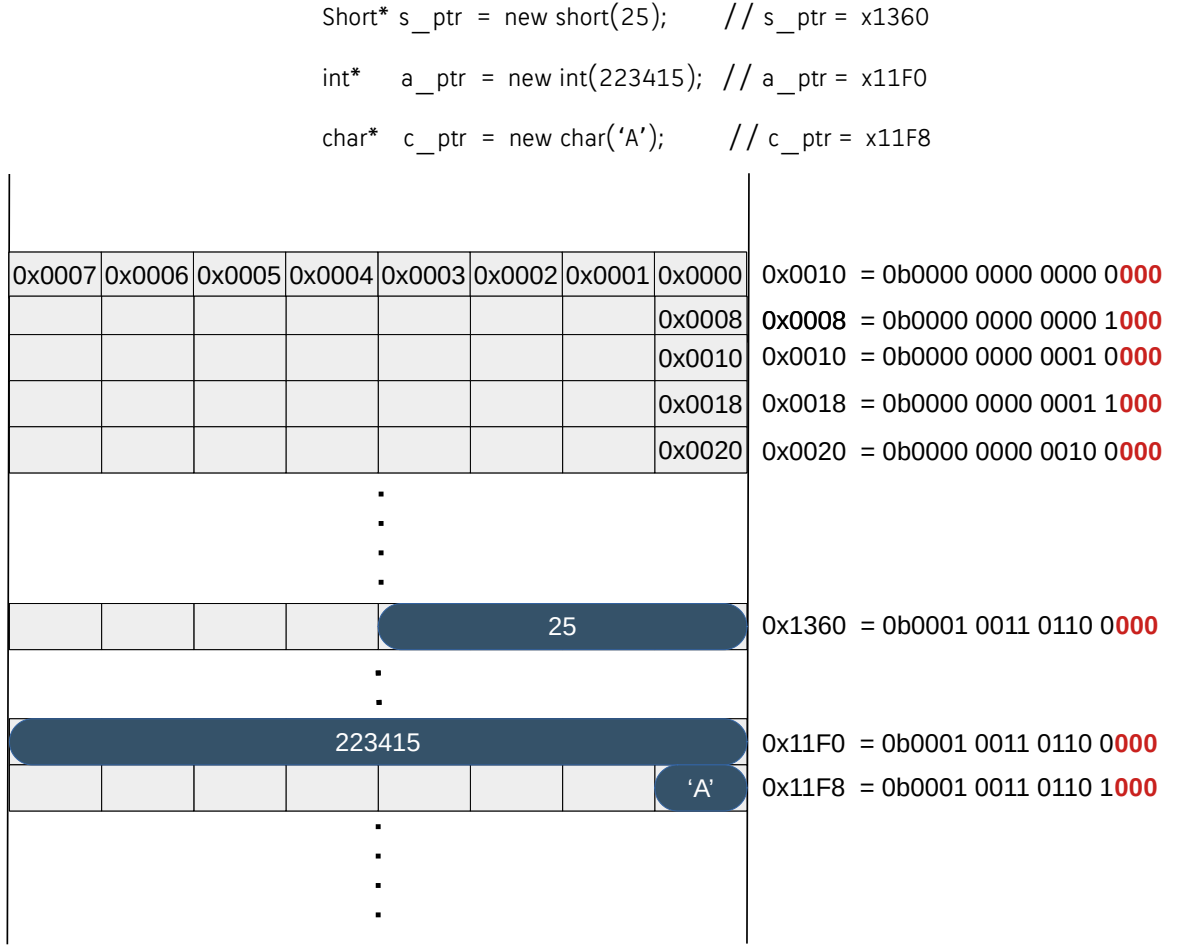 Short* s_ptr = new short(25); // s_ptr = x1360
int* a_ptr = new int(223415); // a_ptr = x11F0
char* c_ptr = new char(‘A’); // c_ptr = x11F8
0x0007 0x0006 0x0005 0x0004 0x0003 0x0002 0x0001 0x0000 0x0010 = 0b0000 0000 0000 0000
0x0008 0x0008 = 0b0000 0000 0000 1000
0x0010 0x0010 = 0b0000 0000 0001 0000
0x0018 0x0018 = 0b0000 0000 0001 1000
0x0020 0x0020 = 0b0000 0000 0010 0000
25 0x1360 = 0b0001 0011 0110 0000
223415 0x11F0 = 0b0001 0011 0110 0000
‘A’ 0x11F8 = 0b0001 0011 0110 1000